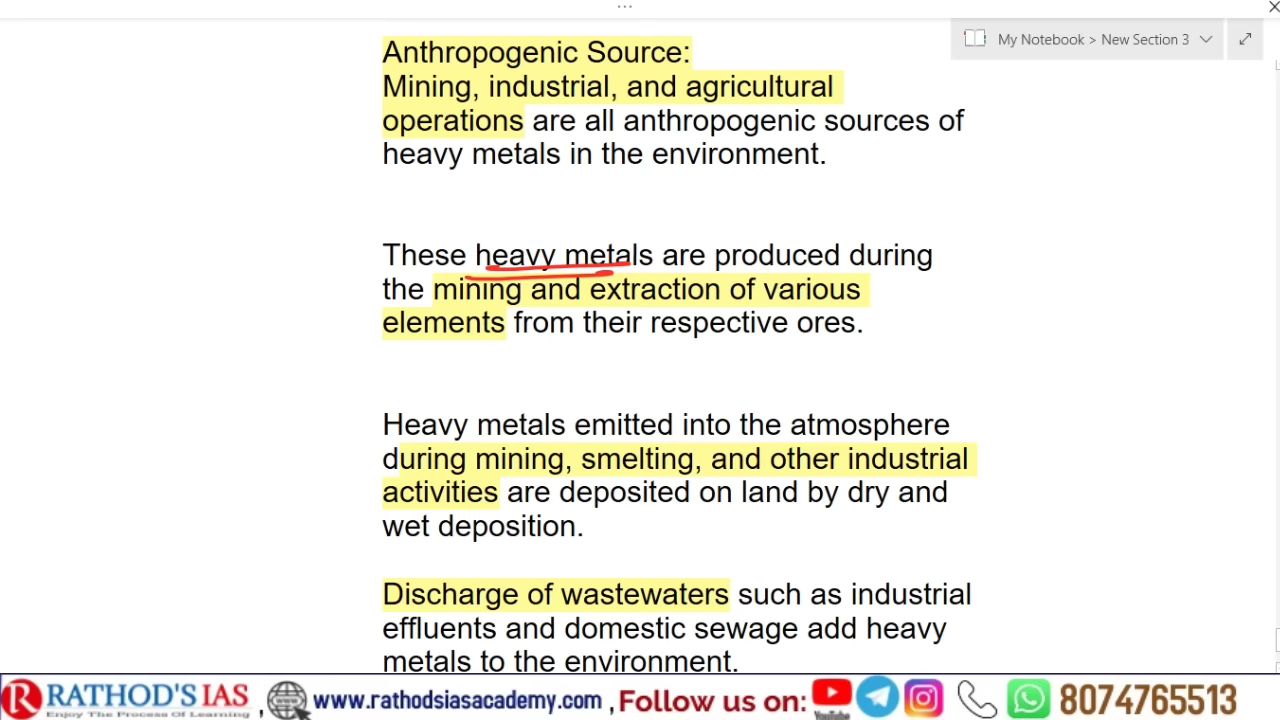 My Notebook > New Section 3
Anthropogenic Source:
Mining, industrial, and agricultural
operations are all anthropogenic sources of
heavy metals in the environment.
These heavy metals are produced during
the mining and extraction of various
elements from their respective ores.
Heavy metals emitted into the atmosphere
during mining, smelting, and other industrial
activities are deposited on land by dry and
wet deposition.
Discharge of wastewaters such as industrial
effluents and domestic sewage add heavy
metals to the environment.
RATHOD'S IAS
Enjoy The Process Of Learning
, www.rathodsiasacademy.com , Follow us on: YouTube 8074765513